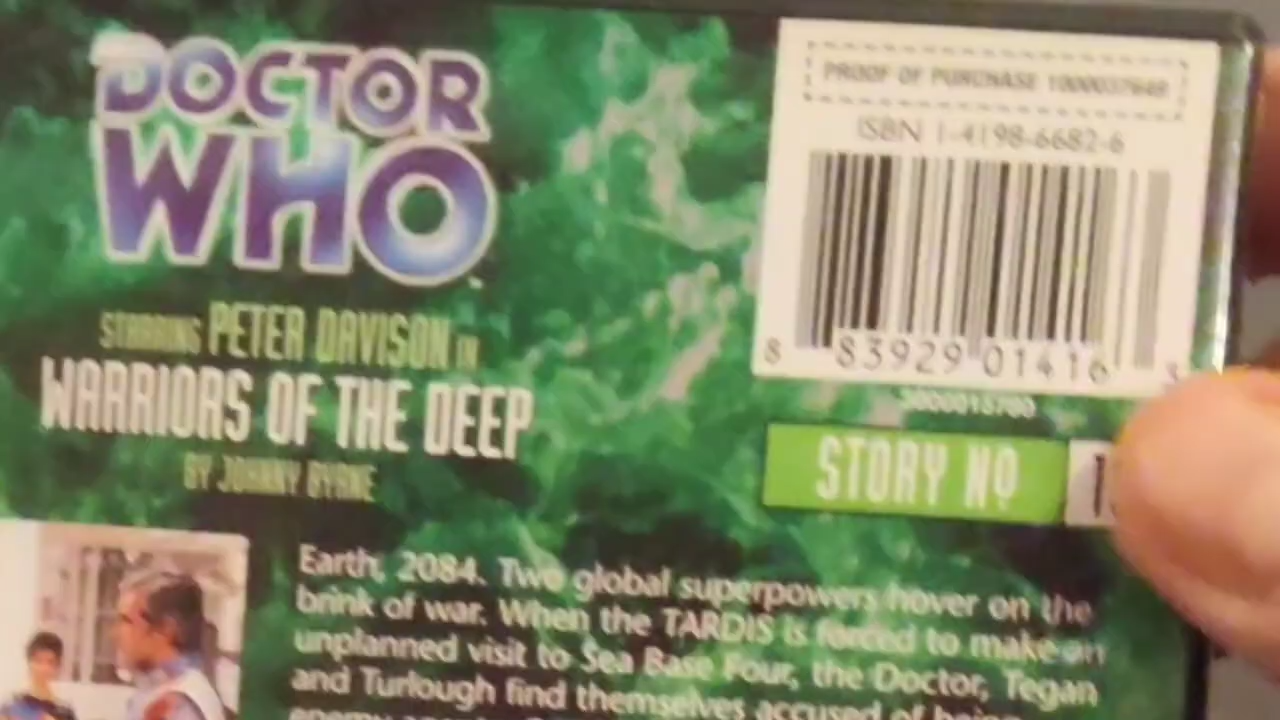 DOCTOR
WHO
STARRING PETER DAVISON IN
WARRIORS OF THE DEEP
BY JOHNNY BYRNE
PROOF OF PURCHASE
ISBN 1-4198-6682-6
8 83929 01416 3
STORY Nº
Earth, 2084. Two global superpowers hover on the
brink of war. When the TARDIS is forced to make an
unplanned visit to Sea Base Four, the Doctor, Tegan
and Turlough find themselves accused of being